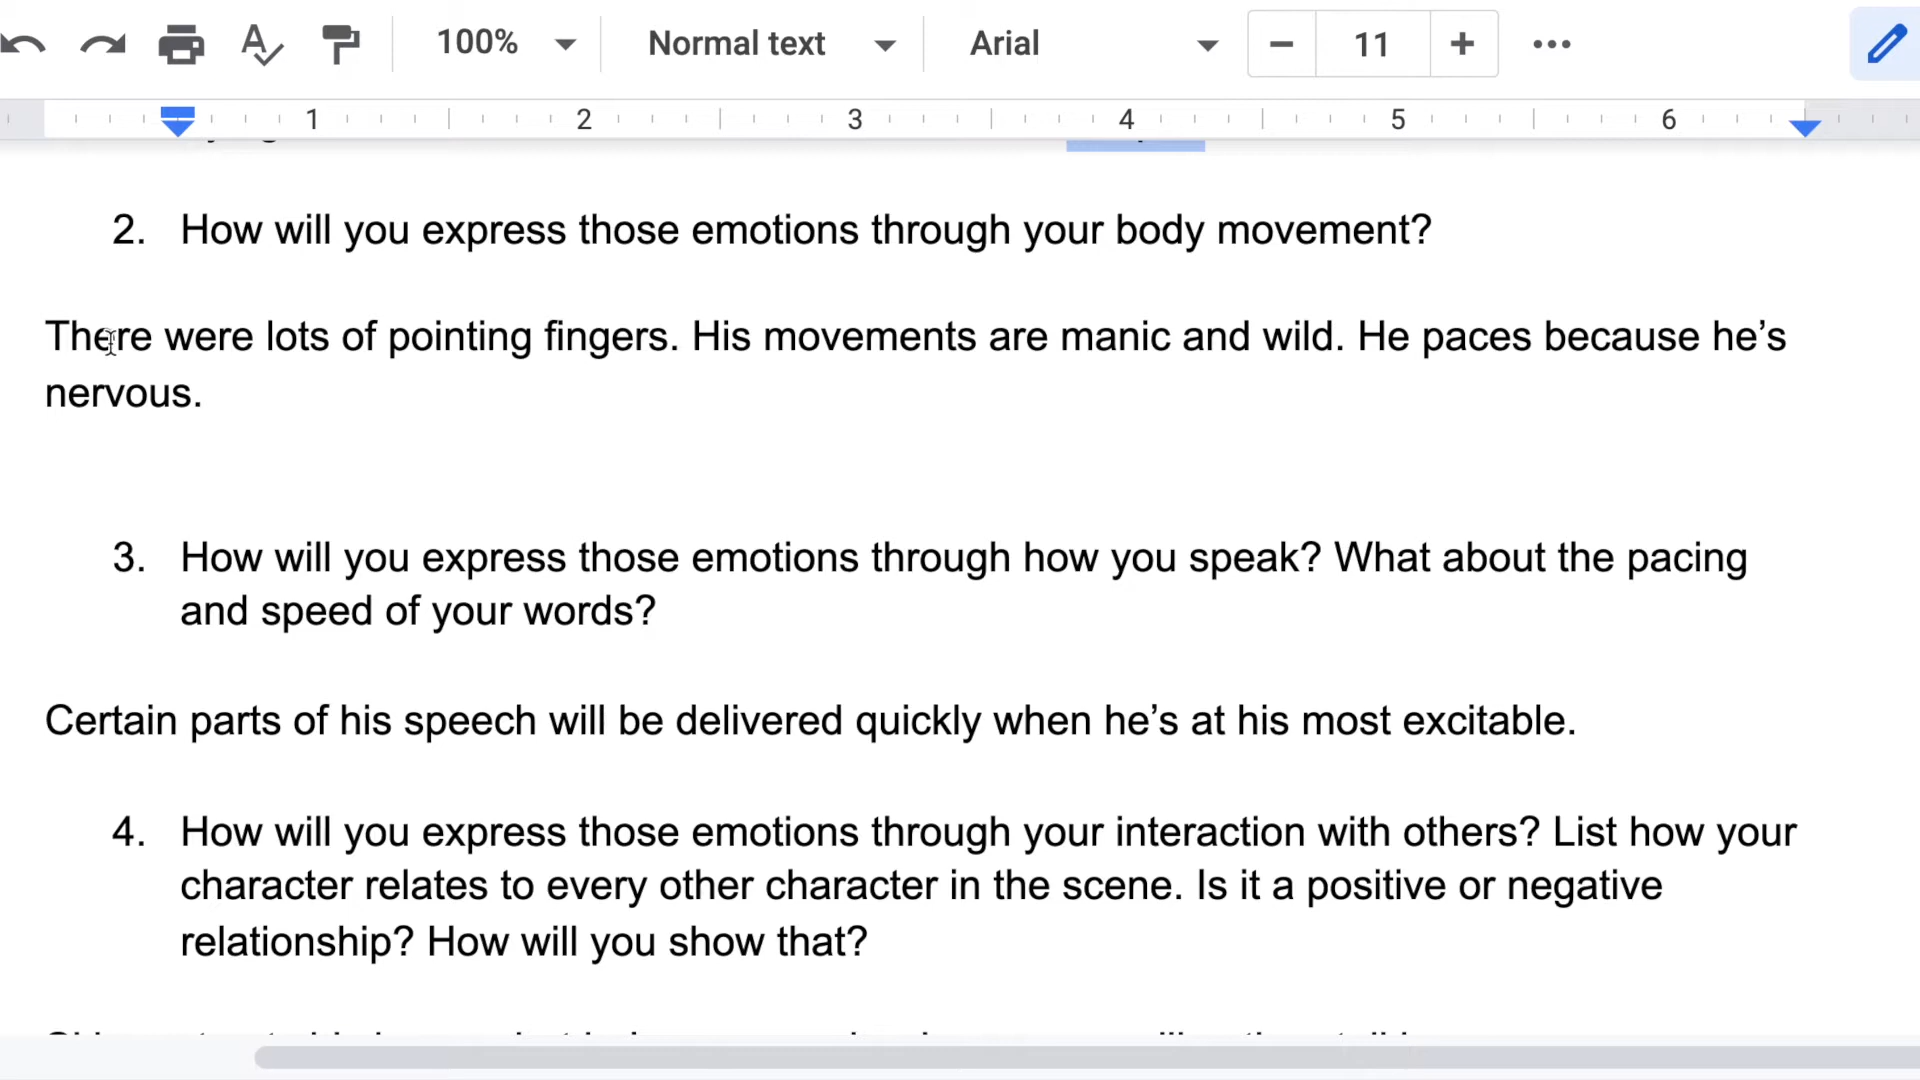 100% Normal text Arial 11
1 2 3 4 5 6
2. How will you express those emotions through your body movement?
There were lots of pointing fingers. His movements are manic and wild. He paces because he’s
nervous.
3. How will you express those emotions through how you speak? What about the pacing
and speed of your words?
Certain parts of his speech will be delivered quickly when he’s at his most excitable.
4. How will you express those emotions through your interaction with others? List how your
character relates to every other character in the scene. Is it a positive or negative
relationship? How will you show that?